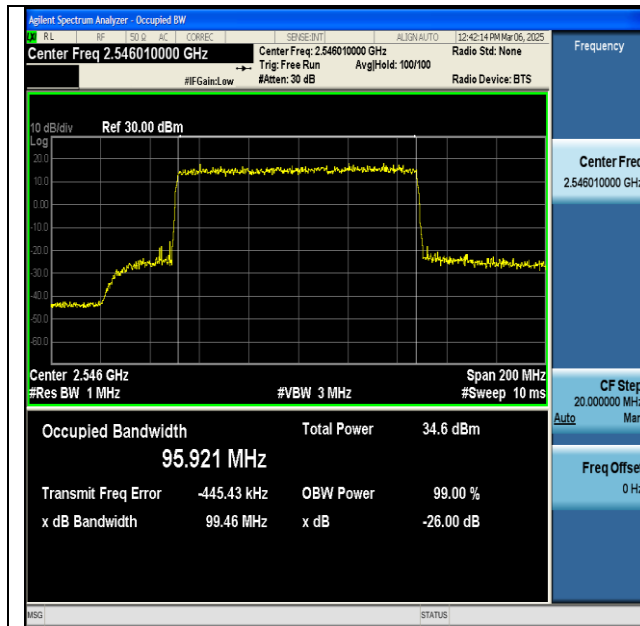 Agilent Spectrum Analyzer - Occupied BW
LXI RL RF 50 Ω AC CORREC SENSE:INT ALIGN AUTO 12:42:14 PM Mar 06, 2025
Center Freq 2.546010000 GHz Center Freq: 2.546010000 GHz Radio Std: None
Trig: Free Run Avg|Hold: 100/100
#IFGain:Low #Atten: 30 dB Radio Device: BTS
10 dB/div Ref 30.00 dBm
Log
20.0
10.0
0.00
-10.0
-20.0
-30.0
-40.0
-50.0
-60.0
Center 2.546 GHz Span 200 MHz
#Res BW 1 MHz #VBW 3 MHz #Sweep 10 ms
Occupied Bandwidth Total Power 34.6 dBm
95.921 MHz
Transmit Freq Error -445.43 kHz OBW Power 99.00 %
x dB Bandwidth 99.46 MHz x dB -26.00 dB
MSG STATUS
Frequency
Center Freq
2.546010000 GHz
CF Step
20.000000 MHz
Auto Man
Freq Offset
0 Hz